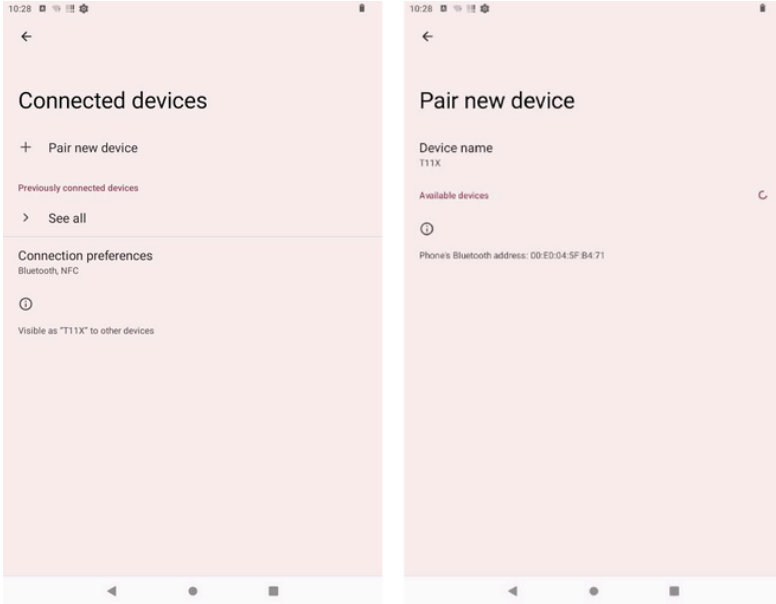 10:28
Connected devices
Pair new device
Previously connected devices
See all
Connection preferences
Bluetooth, NFC
Visible as "T11X" to other devices
10:28
Pair new device
Device name
T11X
Available devices
Phone's Bluetooth address: 00:E0:04:5F:B4:71